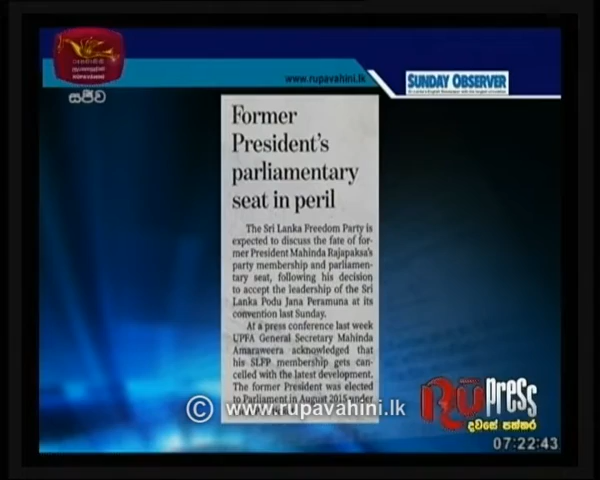 රූපවාහිනී
RUPAVAHINI
සජීව
www.rupavahini.lk
SUNDAY OBSERVER
Former
President's
parliamentary
seat in peril
The Sri Lanka Freedom Party is
expected to discuss the fate of for-
mer President Mahinda Rajapaksa's
party membership and parliamen-
tary seat, following his decision
to accept the leadership of the Sri
Lanka Podu Jana Peramuna at its
convention last Sunday.
At a press conference last week
UPFA General Secretary Mahinda
Amaraweera acknowledged that
his SLFP membership gets can-
celled with the latest development.
The former President was elected
to Parliament in August 2015 under
© www.rupavahini.lk
Rū Press
දවසේ පත්තර
07:22:43